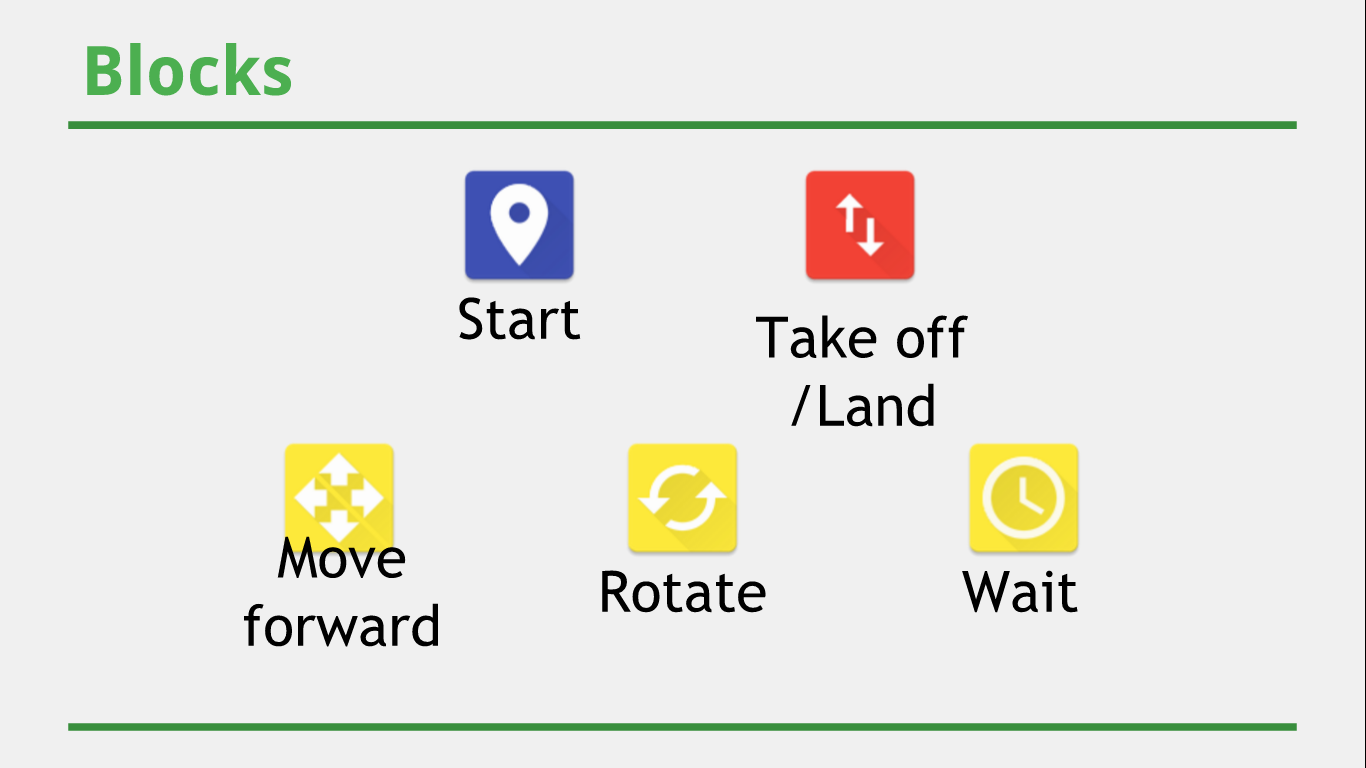 Blocks
Start
Take off
/Land
Move
forward
Rotate
Wait